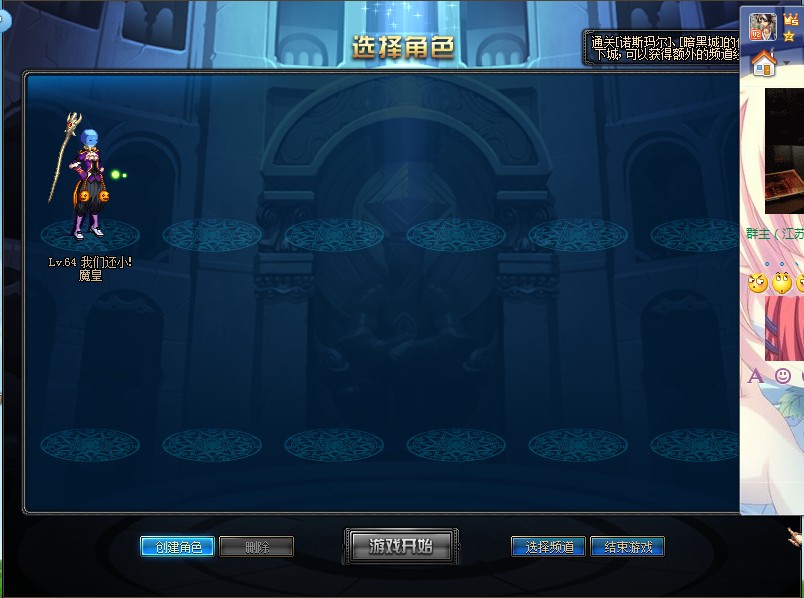 选择角色
通关[诺斯玛尔]、[暗黑城]的
下城,可以获得额外的频道
Lv.64 我们还小!
魔皇
群主(江苏
A
创建角色
删除
游戏开始
选择频道
结束游戏